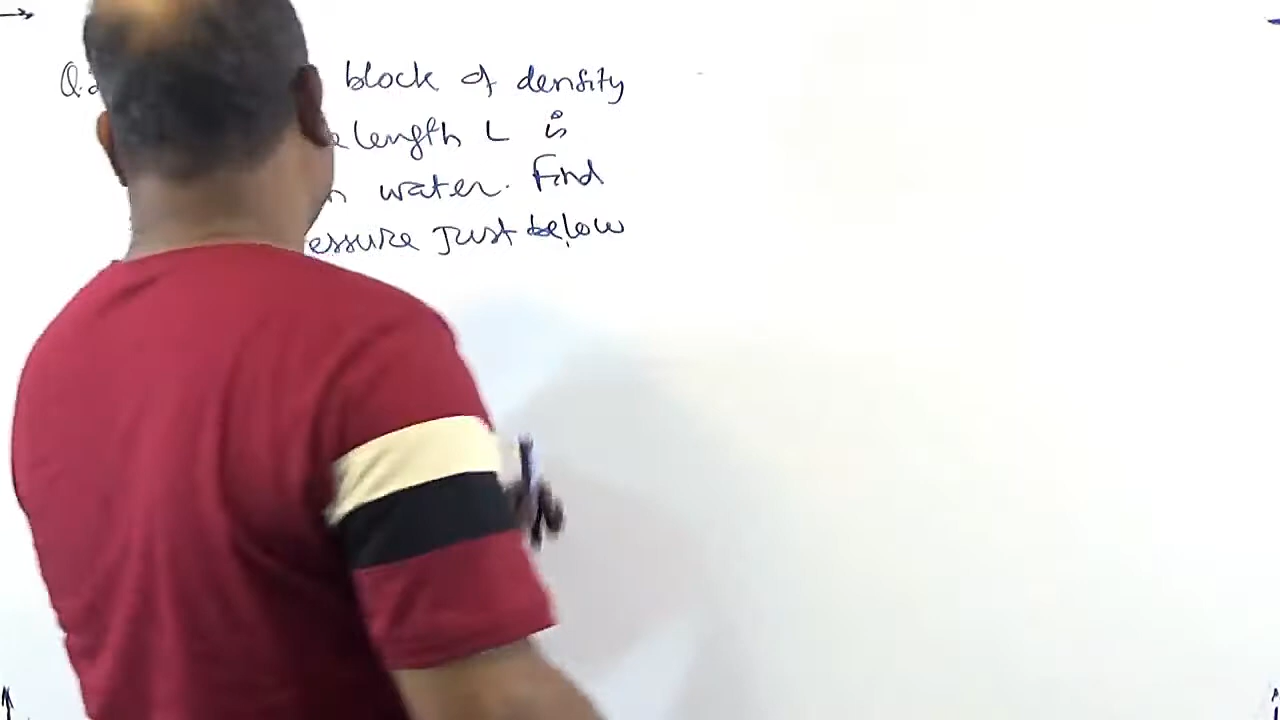 Q. block of density
length L is
water. Find
essure Just below